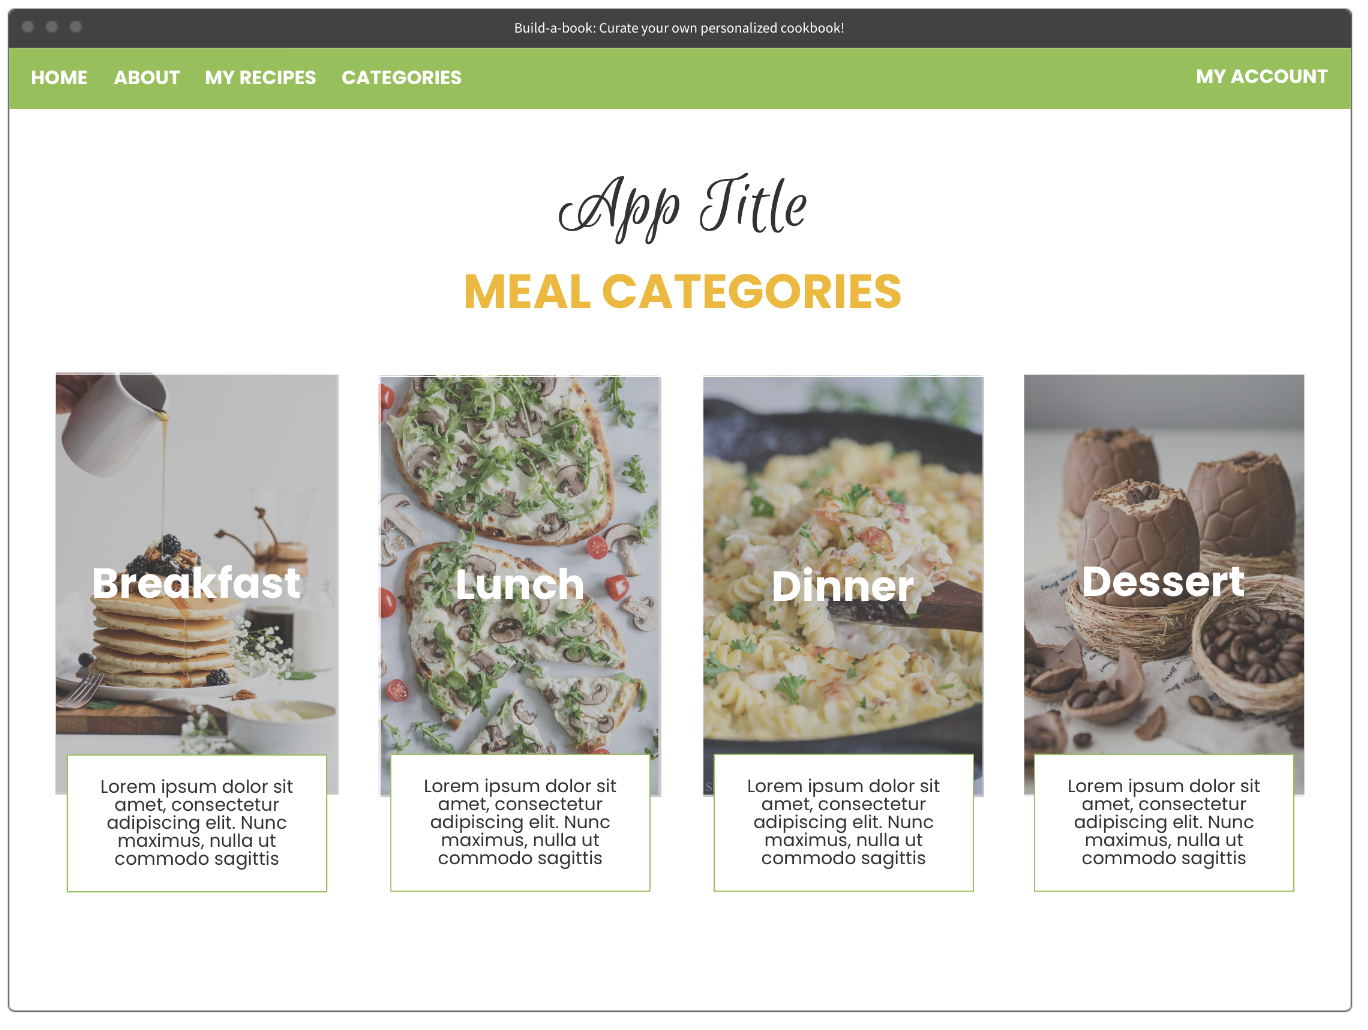 Build-a-book: Curate your own personalized cookbook!
HOME ABOUT MY RECIPES CATEGORIES MY ACCOUNT
App Title
MEAL CATEGORIES
Breakfast
Lunch
Dinner
Dessert
Lorem ipsum dolor sit
amet, consectetur
adipiscing elit. Nunc
maximus, nulla ut
commodo sagittis
Lorem ipsum dolor sit
amet, consectetur
adipiscing elit. Nunc
maximus, nulla ut
commodo sagittis
Lorem ipsum dolor sit
amet, consectetur
adipiscing elit. Nunc
maximus, nulla ut
commodo sagittis
Lorem ipsum dolor sit
amet, consectetur
adipiscing elit. Nunc
maximus, nulla ut
commodo sagittis